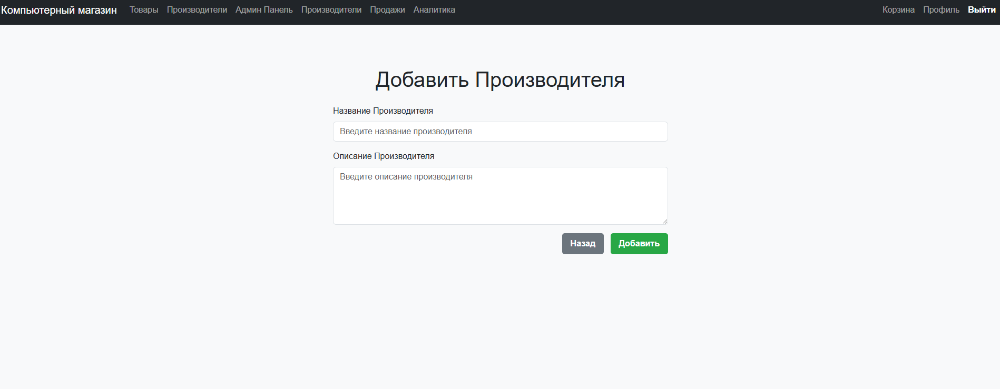 Компьютерный магазин Товары Производители Админ Панель Производители Продажи Аналитика Корзина Профиль Выйти
Добавить Производителя
Название Производителя
Введите название производителя
Описание Производителя
Введите описание производителя
Назад Добавить